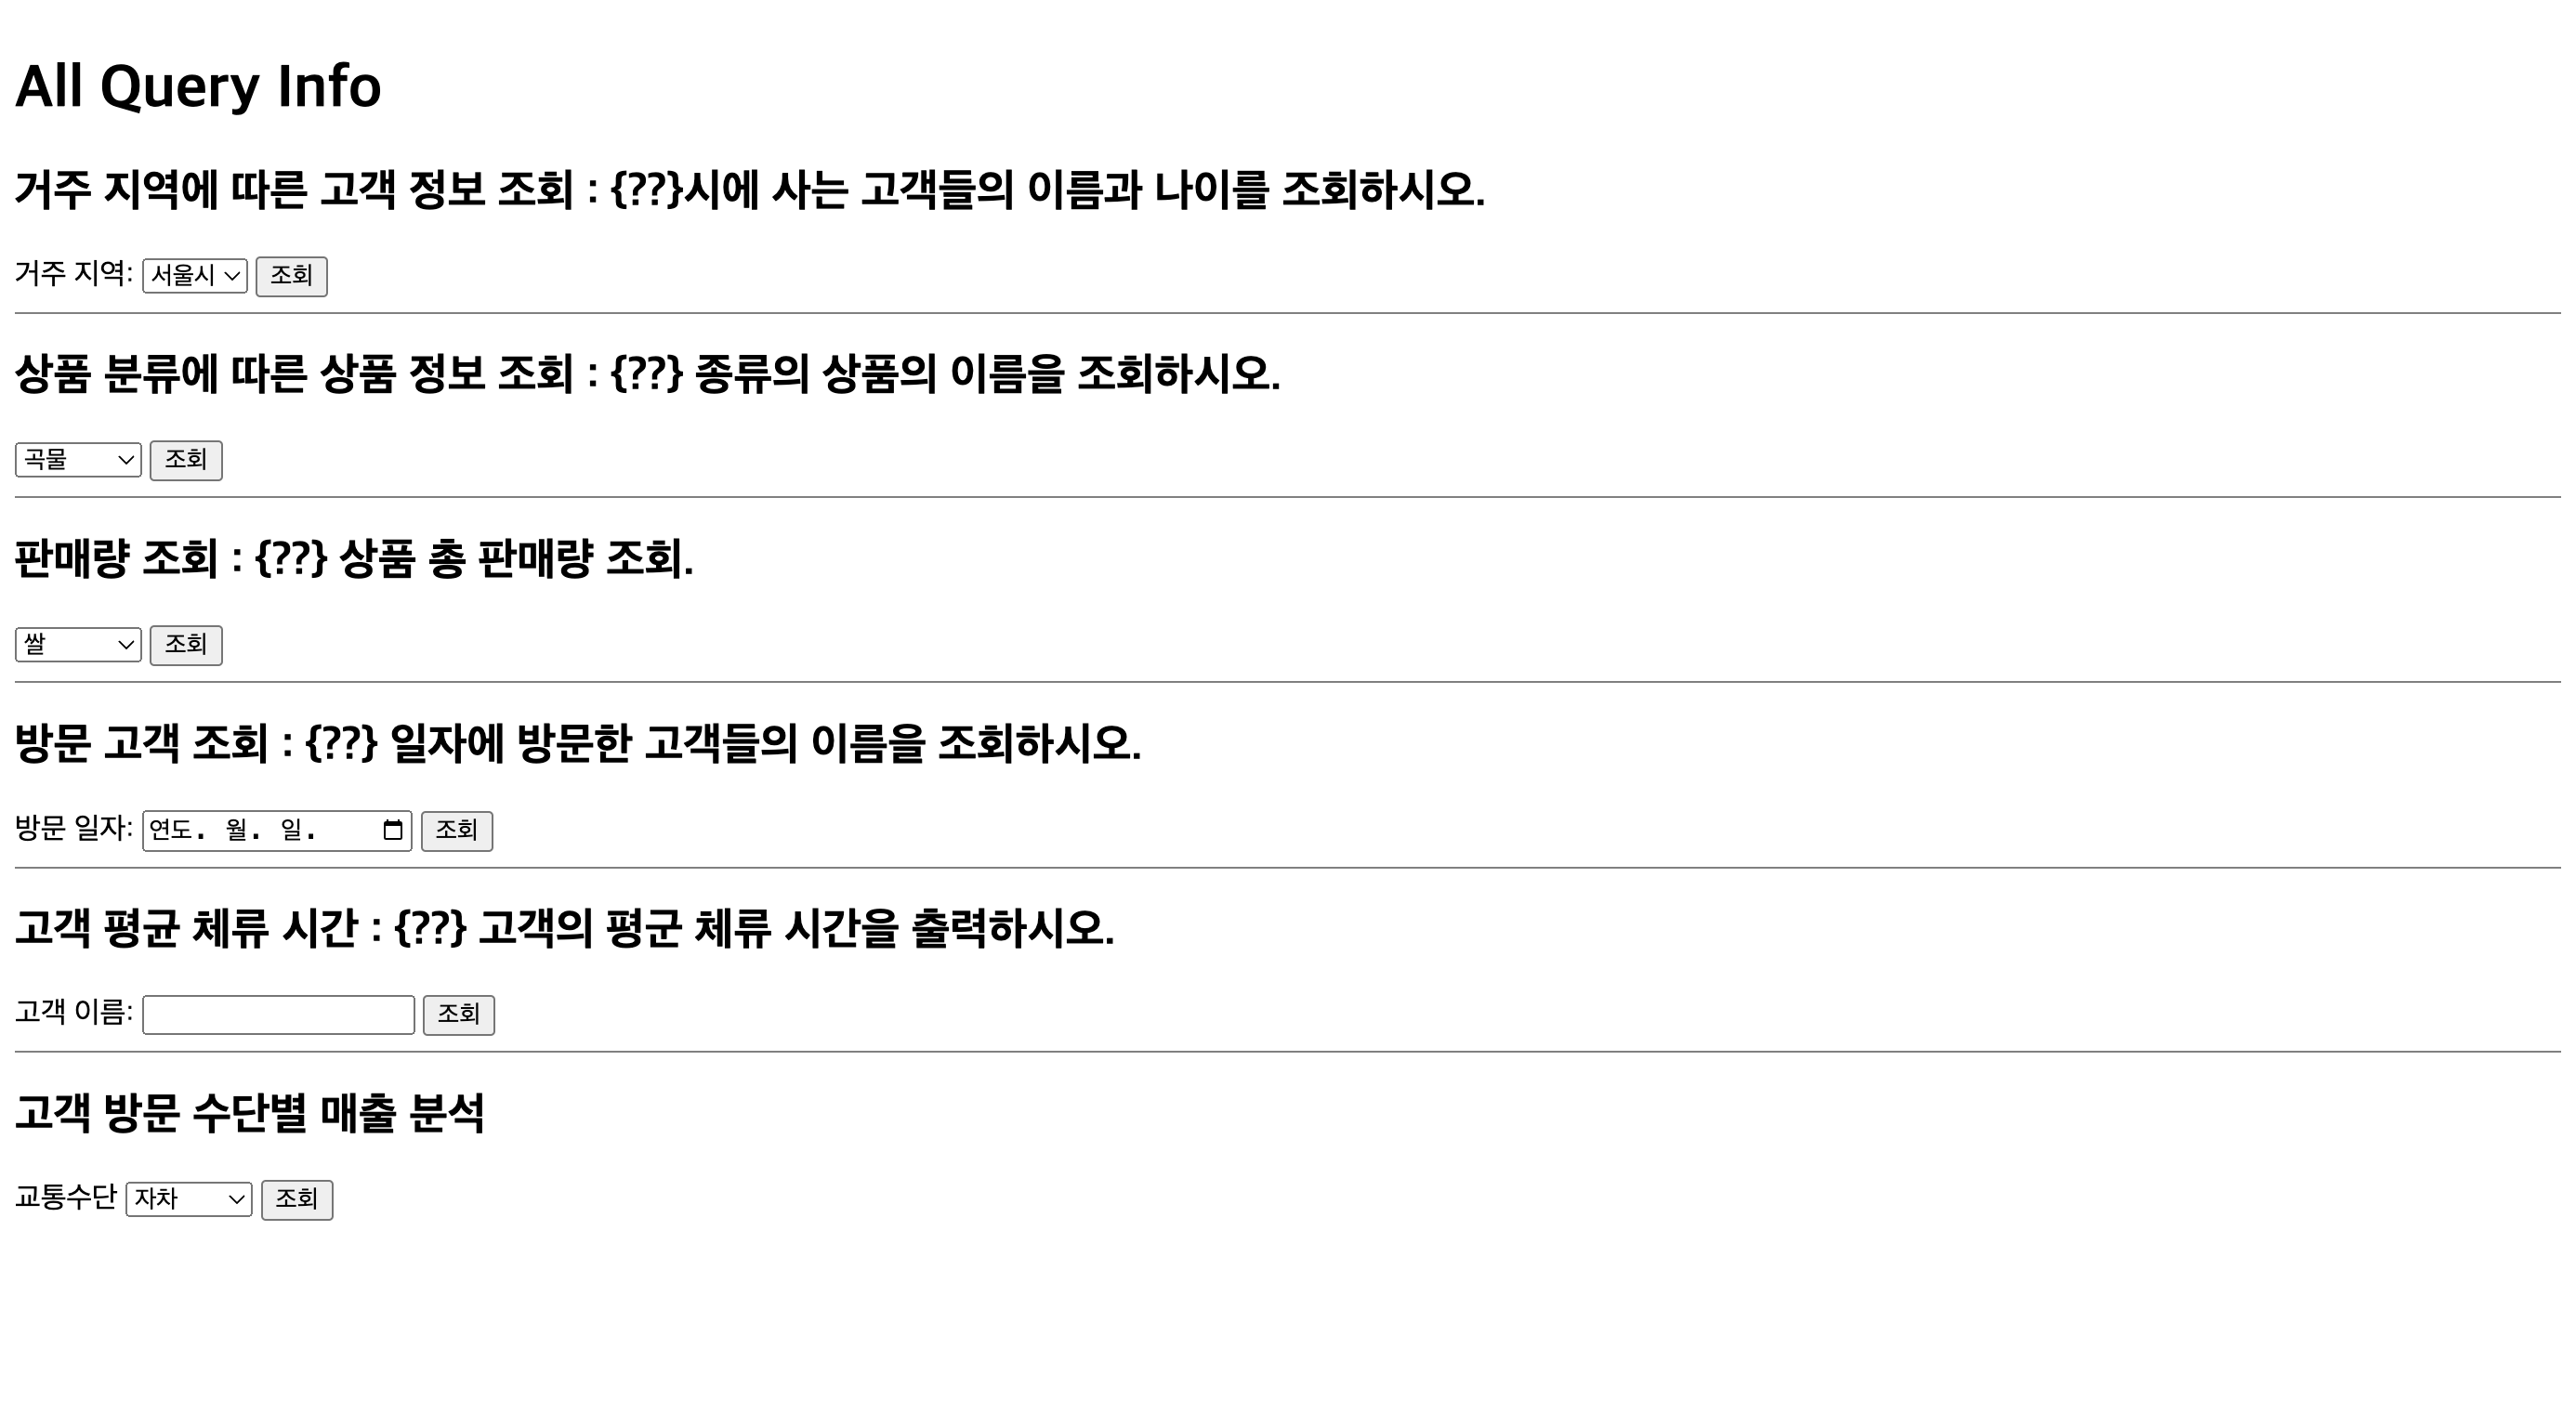 All Query Info
거주 지역에 따른 고객 정보 조회 : {??}시에 사는 고객들의 이름과 나이를 조회하시오.
거주 지역: 서울시 조회
상품 분류에 따른 상품 정보 조회 : {??} 종류의 상품의 이름을 조회하시오.
곡물 조회
판매량 조회 : {??} 상품 총 판매량 조회.
쌀 조회
방문 고객 조회 : {??} 일자에 방문한 고객들의 이름을 조회하시오.
방문 일자: 연도. 월. 일. 조회
고객 평균 체류 시간 : {??} 고객의 평군 체류 시간을 출력하시오.
고객 이름: 조회
고객 방문 수단별 매출 분석
교통수단 자차 조회